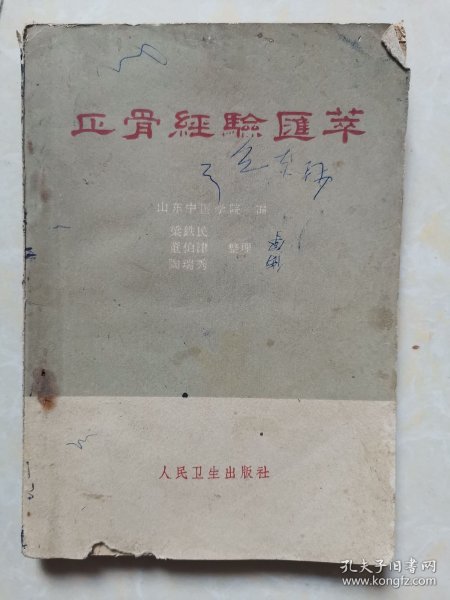 正骨經驗匯萃
山东中医学院 编
梁鉄民
董伯津 整理
陶瑞秀
人民卫生出版社
孔夫子旧书网
www.kongfz.com